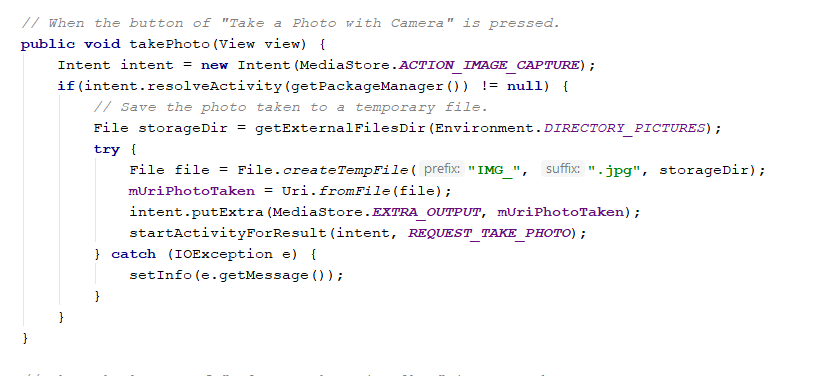 // When the button of "Take a Photo with Camera" is pressed.
public void takePhoto(View view) {
Intent intent = new Intent(MediaStore.ACTION_IMAGE_CAPTURE);
if(intent.resolveActivity(getPackageManager()) != null) {
// Save the photo taken to a temporary file.
File storageDir = getExternalFilesDir(Environment.DIRECTORY_PICTURES);
try {
File file = File.createTempFile( prefix: "IMG_", suffix: ".jpg", storageDir);
mUriPhotoTaken = Uri.fromFile(file);
intent.putExtra(MediaStore.EXTRA_OUTPUT, mUriPhotoTaken);
startActivityForResult(intent, REQUEST_TAKE_PHOTO);
} catch (IOException e) {
setInfo(e.getMessage());
}
}
}